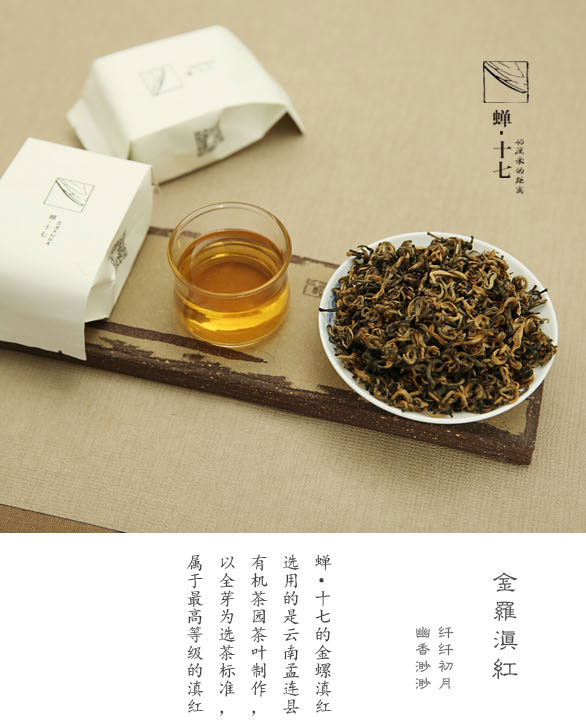 蝉·十七
蝉·十七
金羅滇紅
纤纤初月
幽香渺渺
蝉·十七的金螺滇红
选用的是云南孟连县
有机茶园茶叶制作，
以全芽为选茶标准，
属于最高等级的滇红